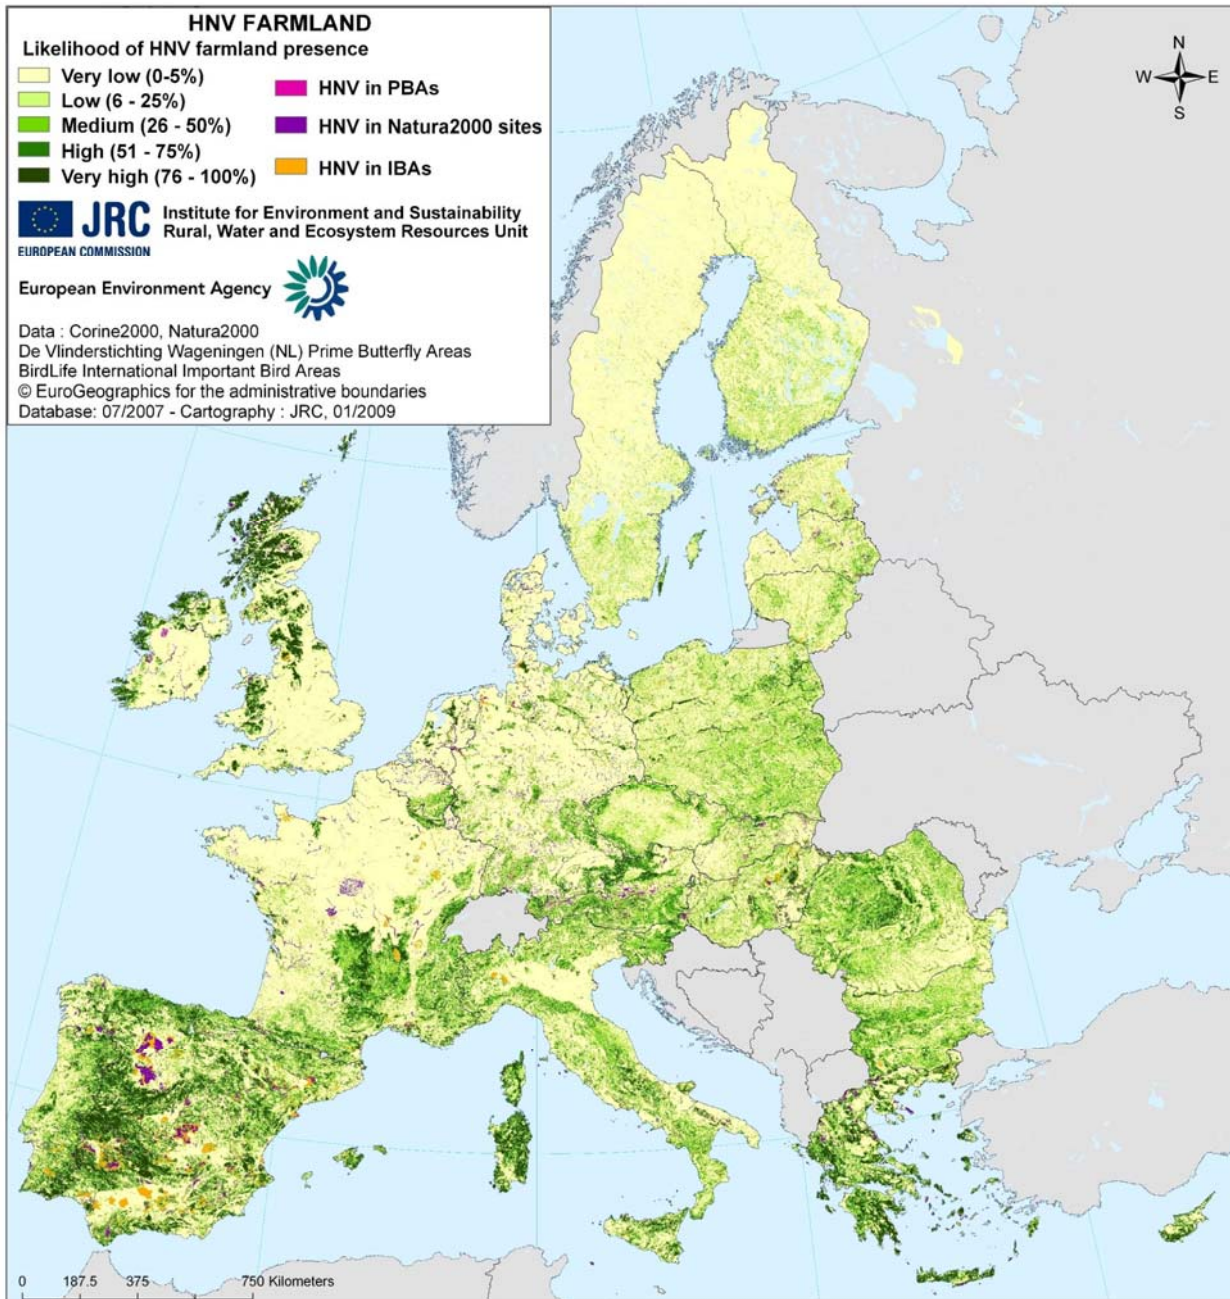 HNV FARMLAND
Likelihood of HNV farmland presence
Very low (0-5%)
Low (6 - 25%)
Medium (26 - 50%)
High (51 - 75%)
Very high (76 - 100%)
HNV in PBAs
HNV in Natura2000 sites
HNV in IBAs
JRC
EUROPEAN COMMISSION
Institute for Environment and Sustainability
Rural, Water and Ecosystem Resources Unit
European Environment Agency
Data : Corine2000, Natura2000
De Vlinderstichting Wageningen (NL) Prime Butterfly Areas
BirdLife International Important Bird Areas
© EuroGeographics for the administrative boundaries
Database: 07/2007 - Cartography : JRC, 01/2009
N
W E
S
0 187.5 375 750 Kilometers